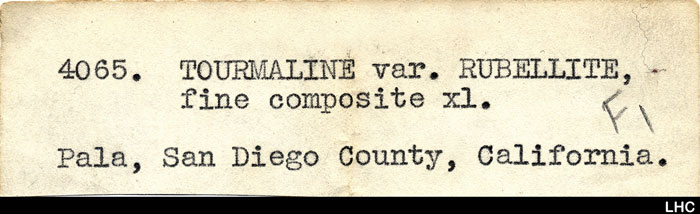 4065. TOURMALINE var. RUBELLITE,
fine composite xl.
F1
Pala, San Diego County, California.
LHC